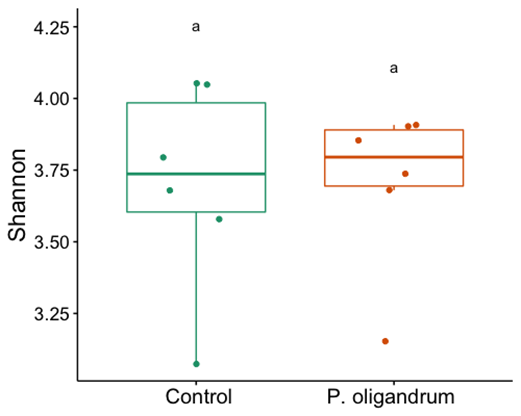 4.25
4.00
3.75
3.50
3.25
Shannon
a
a
Control
P. oligandrum